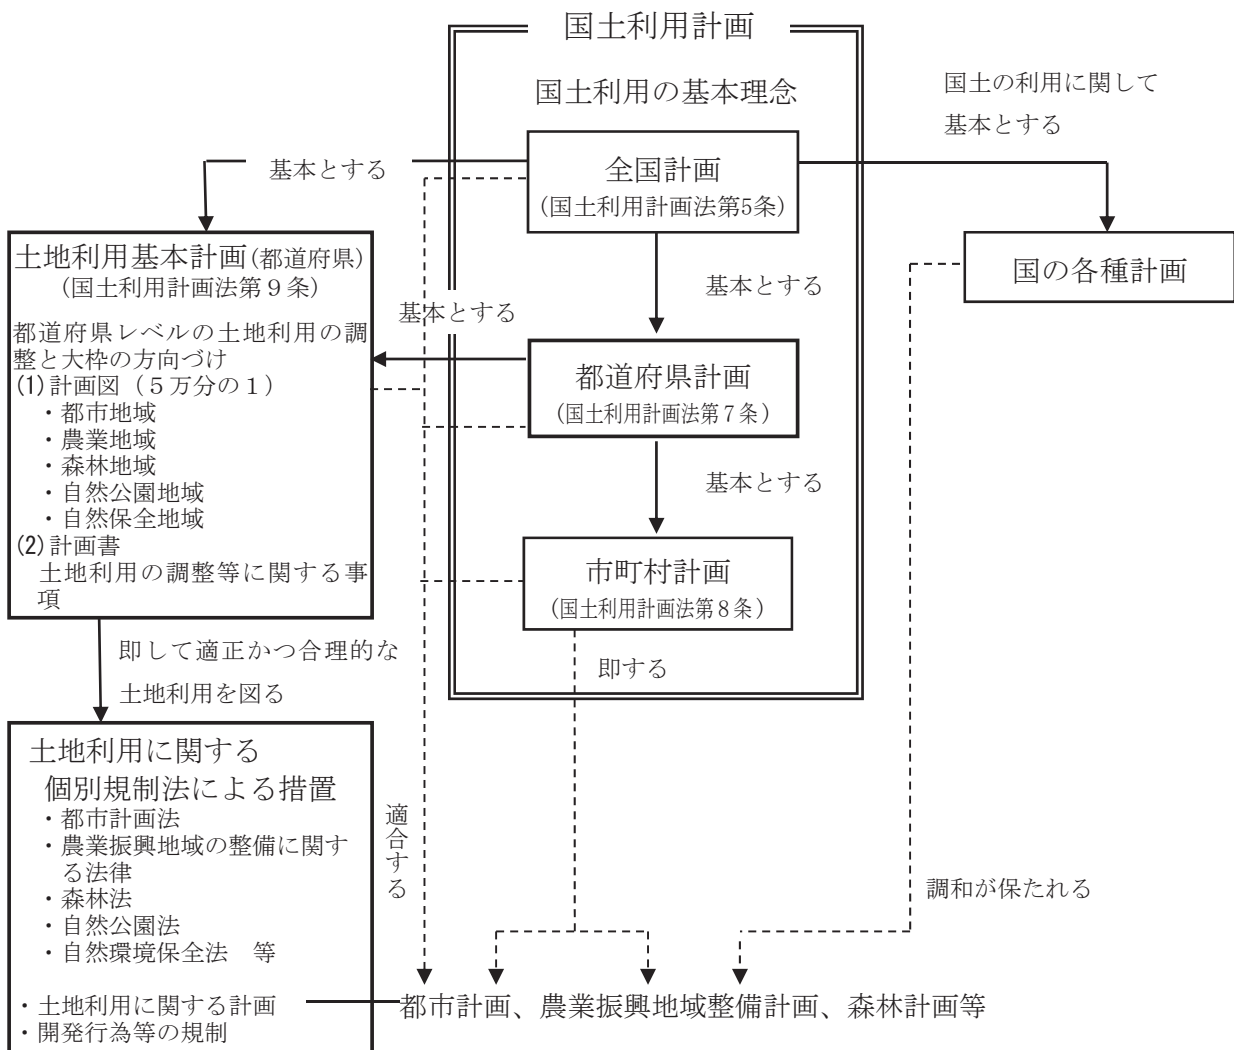 国土利用計画
国土利用の基本理念
国土の利用に関して
基本とする
基本とする
全国計画
(国土利用計画法第5条)
土地利用基本計画(都道府県)
(国土利用計画法第９条)
都道府県レベルの土地利用の調
整と大枠の方向づけ
(1)計画図（５万分の１）
・都市地域
・農業地域
・森林地域
・自然公園地域
・自然保全地域
(2)計画書
土地利用の調整等に関する事
項
国の各種計画
基本とする
基本とする
都道府県計画
(国土利用計画法第７条)
基本とする
市町村計画
(国土利用計画法第８条)
即する
即して適正かつ合理的な
土地利用を図る
土地利用に関する
個別規制法による措置
・都市計画法
・農業振興地域の整備に関す
る法律
・森林法
・自然公園法
・自然環境保全法　等
・土地利用に関する計画
・開発行為等の規制
適合する
調和が保たれる
都市計画、農業振興地域整備計画、森林計画等